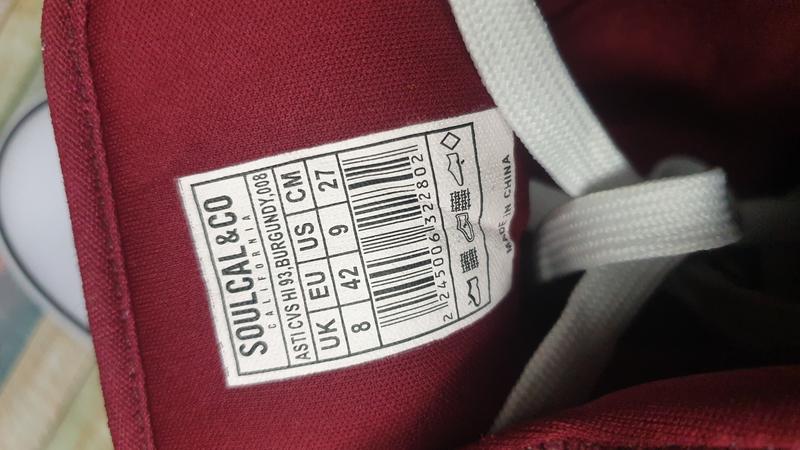 SOULCAL&CO
CALIFORNIA
ASTI CVS HI.93,BURGUNDY,008
UK EU US CM
8 42 9 27
2 245006 322802
MADE IN CHINA